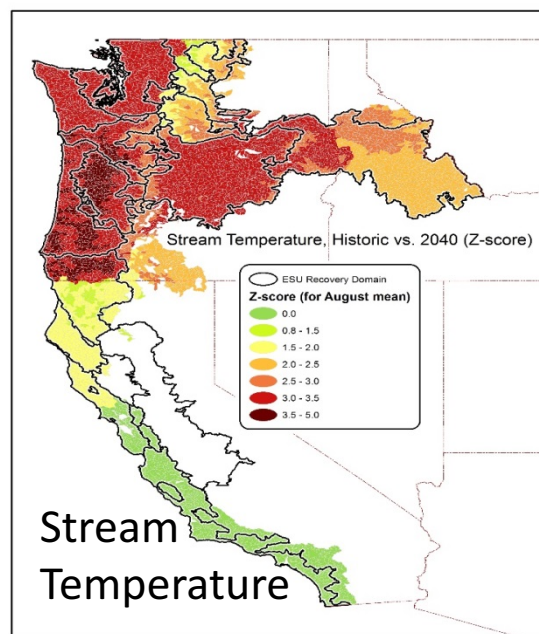 Stream Temperature, Historic vs. 2040 (Z-score)
ESU Recovery Domain
Z-score (for August mean)
0.0
0.8 - 1.5
1.5 - 2.0
2.0 - 2.5
2.5 - 3.0
3.0 - 3.5
3.5 - 5.0
Stream
Temperature